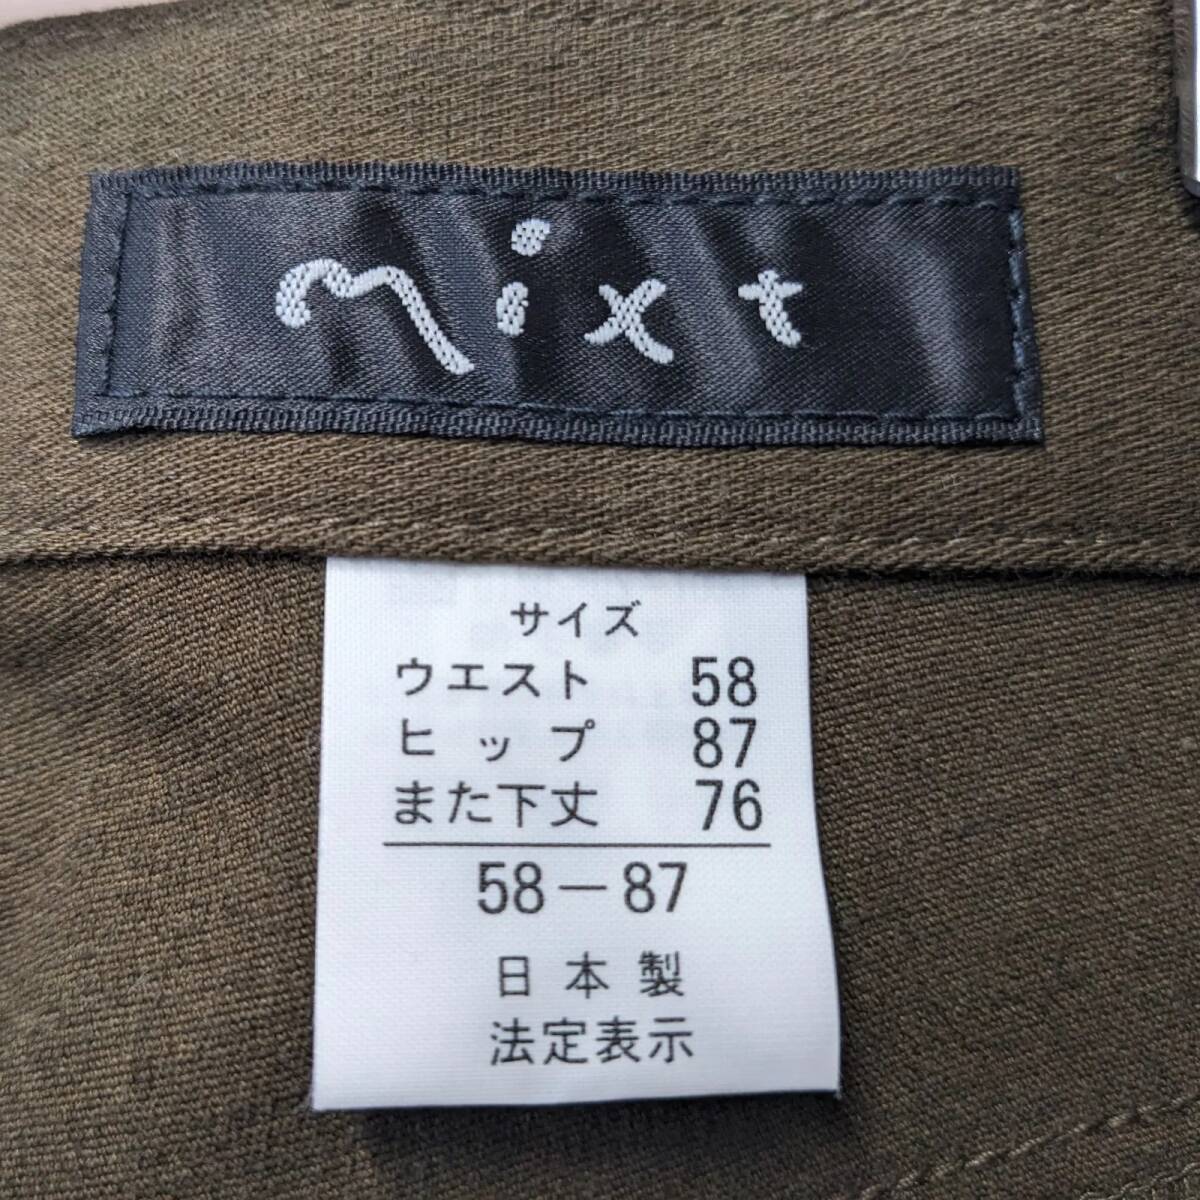 mixt
サイズ
ウエスト 58
ヒップ 87
また下丈 76
58-87
日本製
法定表示